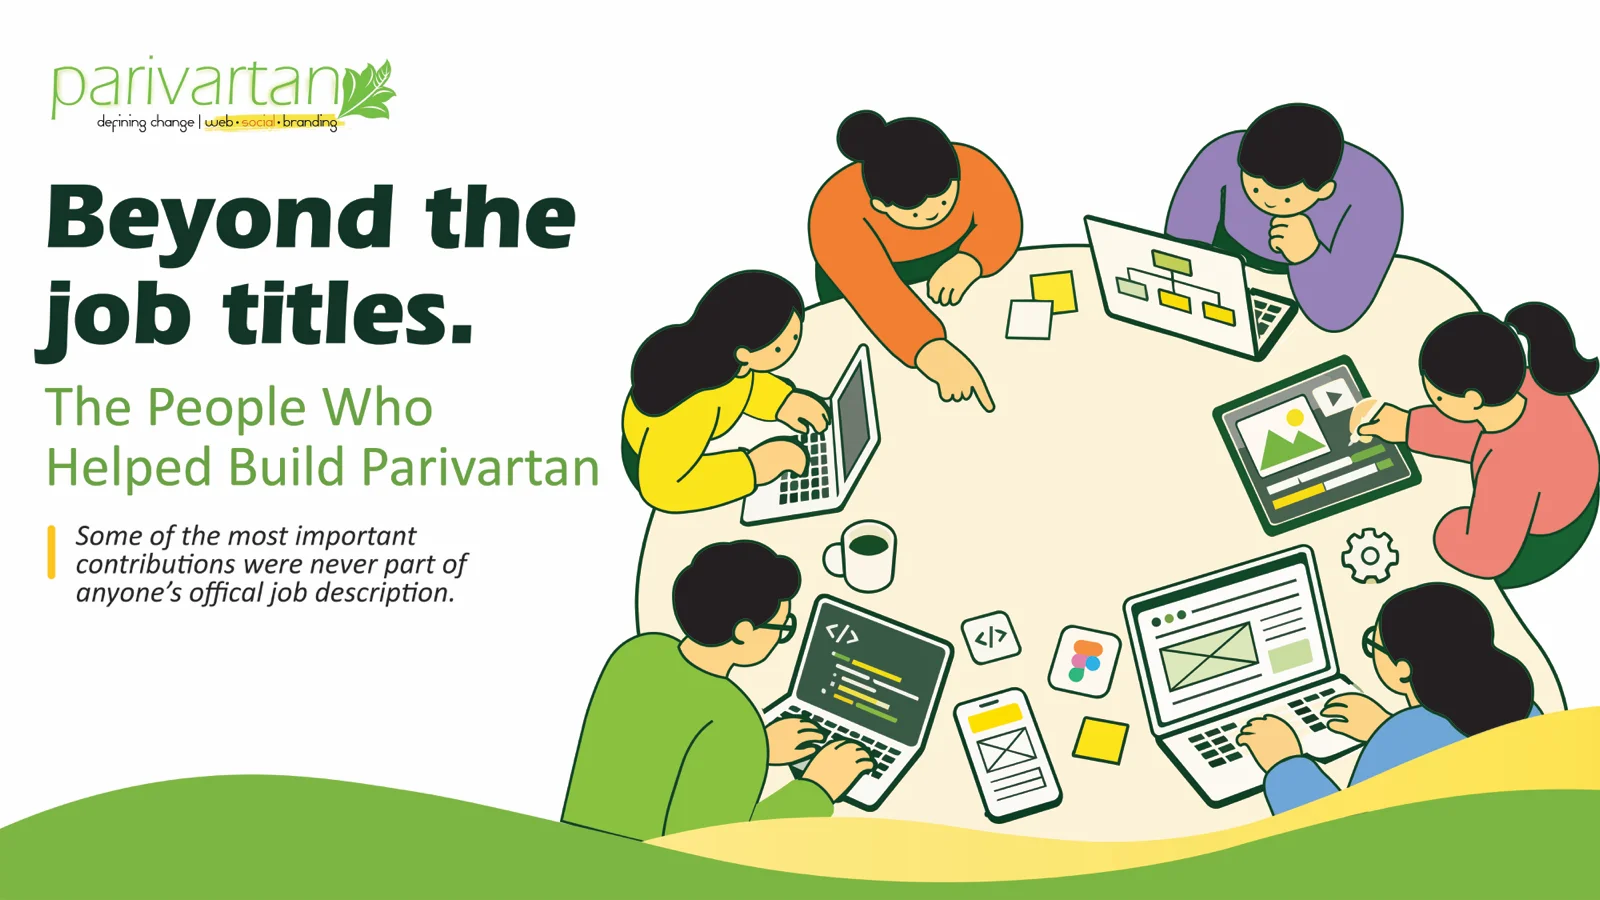 parivartan
defining change | web • social • branding
Beyond the
job titles.
The People Who
Helped Build Parivartan
Some of the most important
contributions were never part of
anyone’s offical job description.
</>
</>